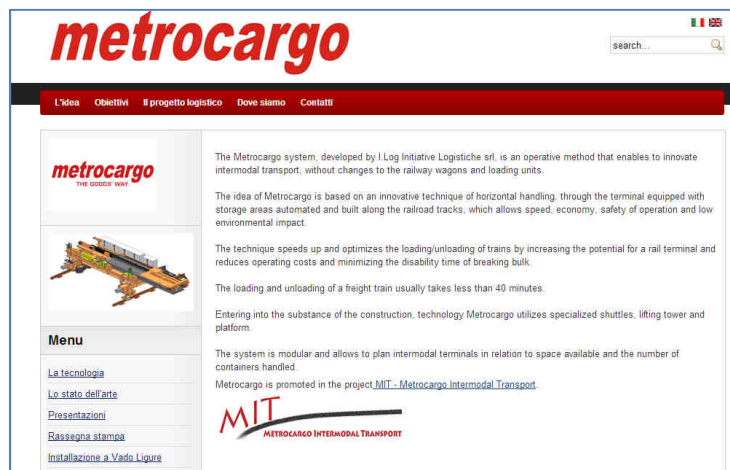 metrocargo
search...
L'idea Obiettivi Il progetto logistico Dove siamo Contatti
metrocargo
THE GOODS' WAY.
The Metrocargo system, developed by I.Log Initiative Logistiche srl, is an operative method that enables to innovate
intermodal transport, without changes to the railway wagons and loading units.
The idea of Metrocargo is based on an innovative technique of horizontal handling, through the terminal equipped with
storage areas automated and built along the railroad tracks, which allows speed, economy, safety of operation and low
environmental impact.
The technique speeds up and optimizes the loading/unloading of trains by increasing the potential for a rail terminal and
reduces operating costs and minimizing the disability time of breaking bulk.
The loading and unloading of a freight train usually takes less than 40 minutes.
Entering into the substance of the construction, technology Metrocargo utilizes specialized shuttles, lifting tower and
platform.
The system is modular and allows to plan intermodal terminals in relation to space available and the number of
containers handled.
Metrocargo is promoted in the project MIT - Metrocargo Intermodal Transport.
MIT
METROCARGO INTERMODAL TRANSPORT
Menu
La tecnologia
Lo stato dell'arte
Presentazioni
Rassegna stampa
Installazione a Vado Ligure